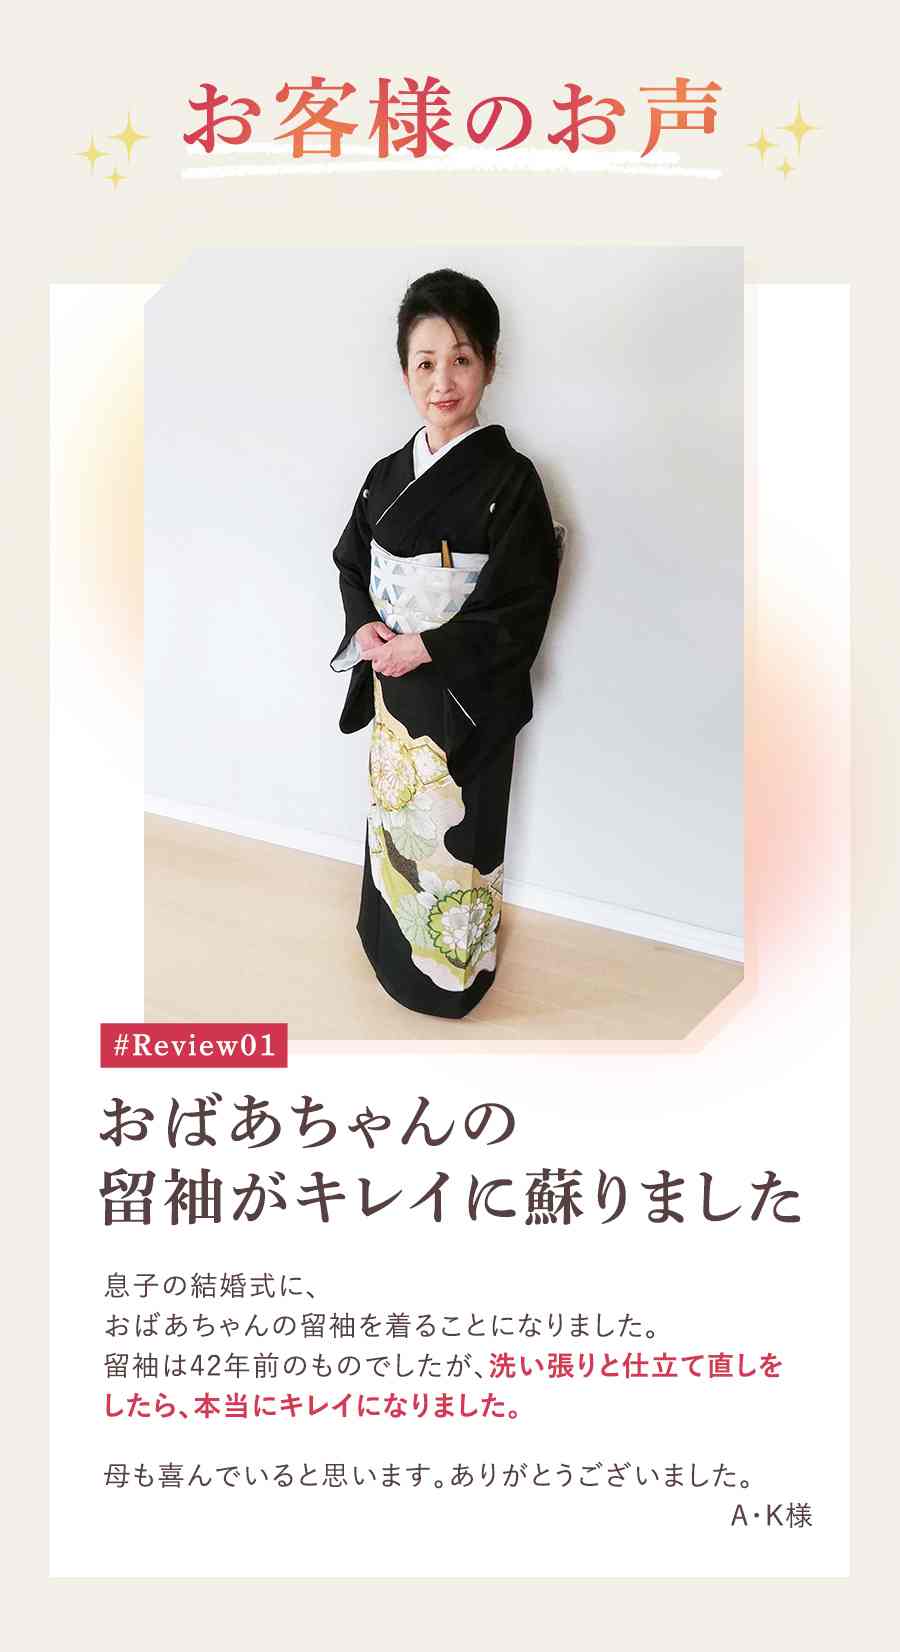 お客様のお声
#Review01
おばあちゃんの
留袖がキレイに蘇りました
息子の結婚式に、
おばあちゃんの留袖を着ることになりました。
留袖は42年前のものでしたが、洗い張りと仕立て直しを
したら、本当にキレイになりました。
母も喜んでいると思います。ありがとうございました。
A・K様